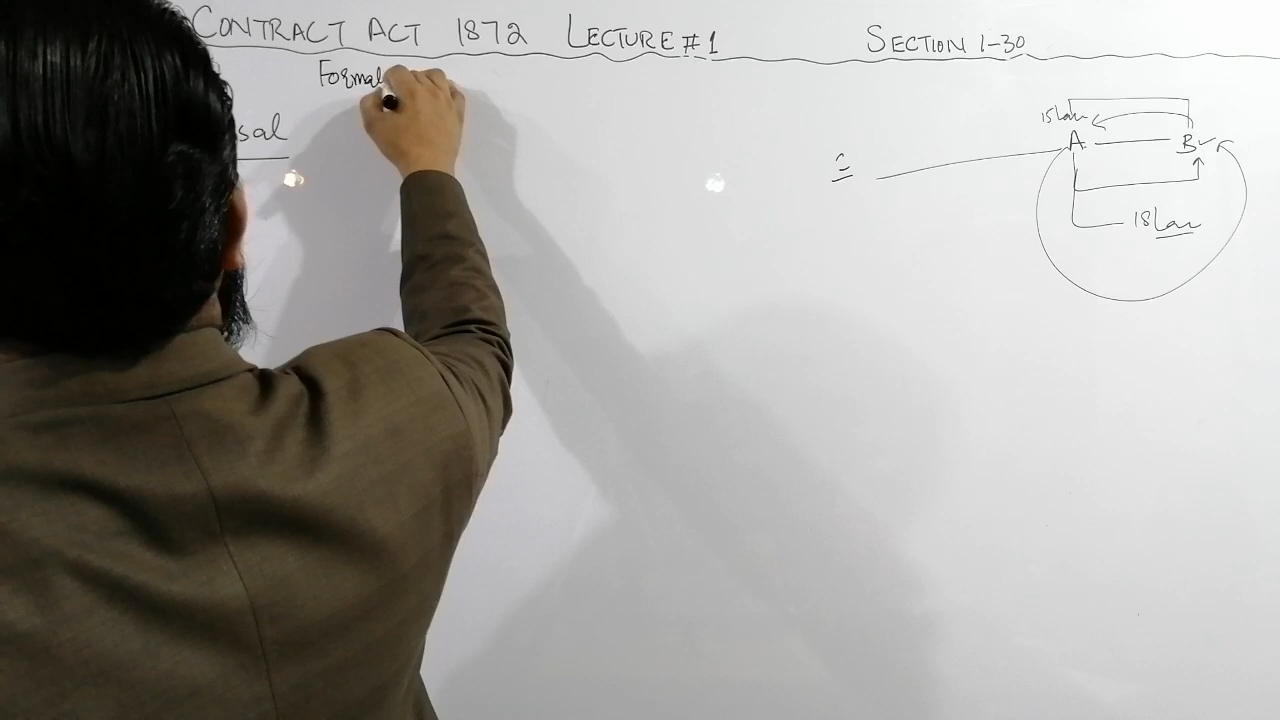 CONTRACT ACT 1872 LECTURE #1 SECTION 1-30
Formal
sal
15 lac
A B
18 lac